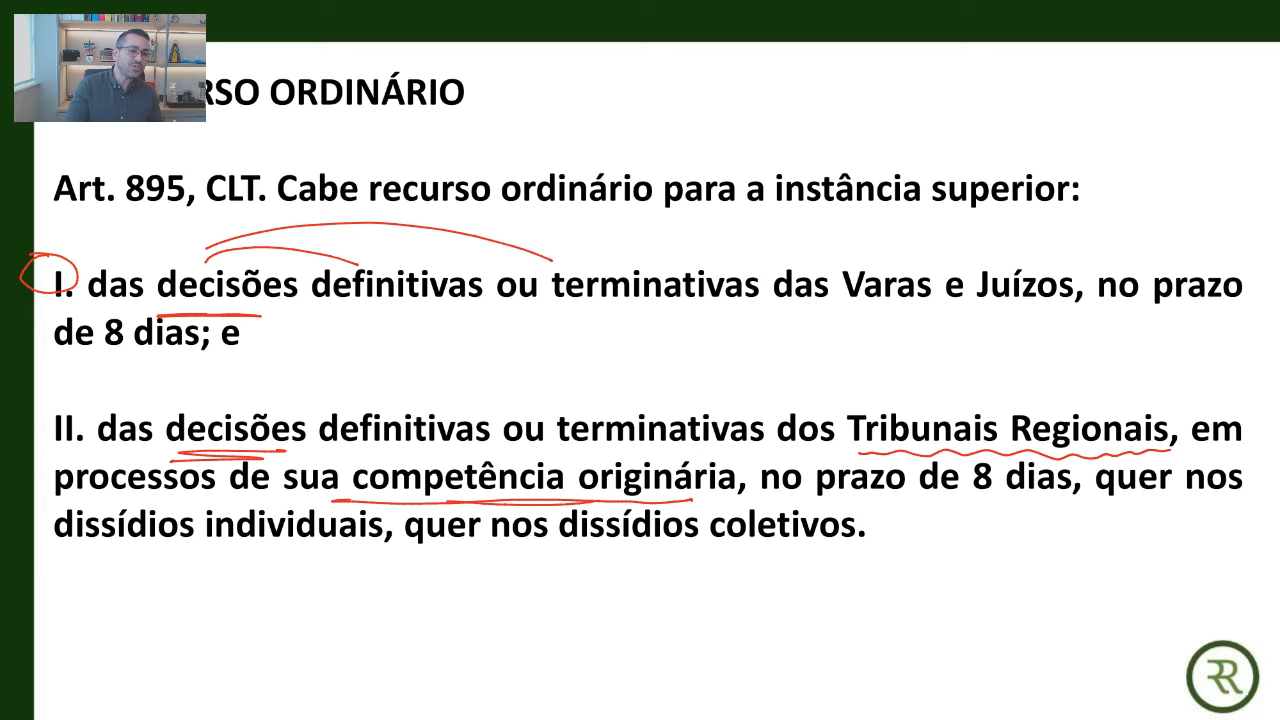 RSO ORDINÁRIO
Art. 895, CLT. Cabe recurso ordinário para a instância superior:
I. das decisões definitivas ou terminativas das Varas e Juízos, no prazo
de 8 dias; e
II. das decisões definitivas ou terminativas dos Tribunais Regionais, em
processos de sua competência originária, no prazo de 8 dias, quer nos
dissídios individuais, quer nos dissídios coletivos.
RR